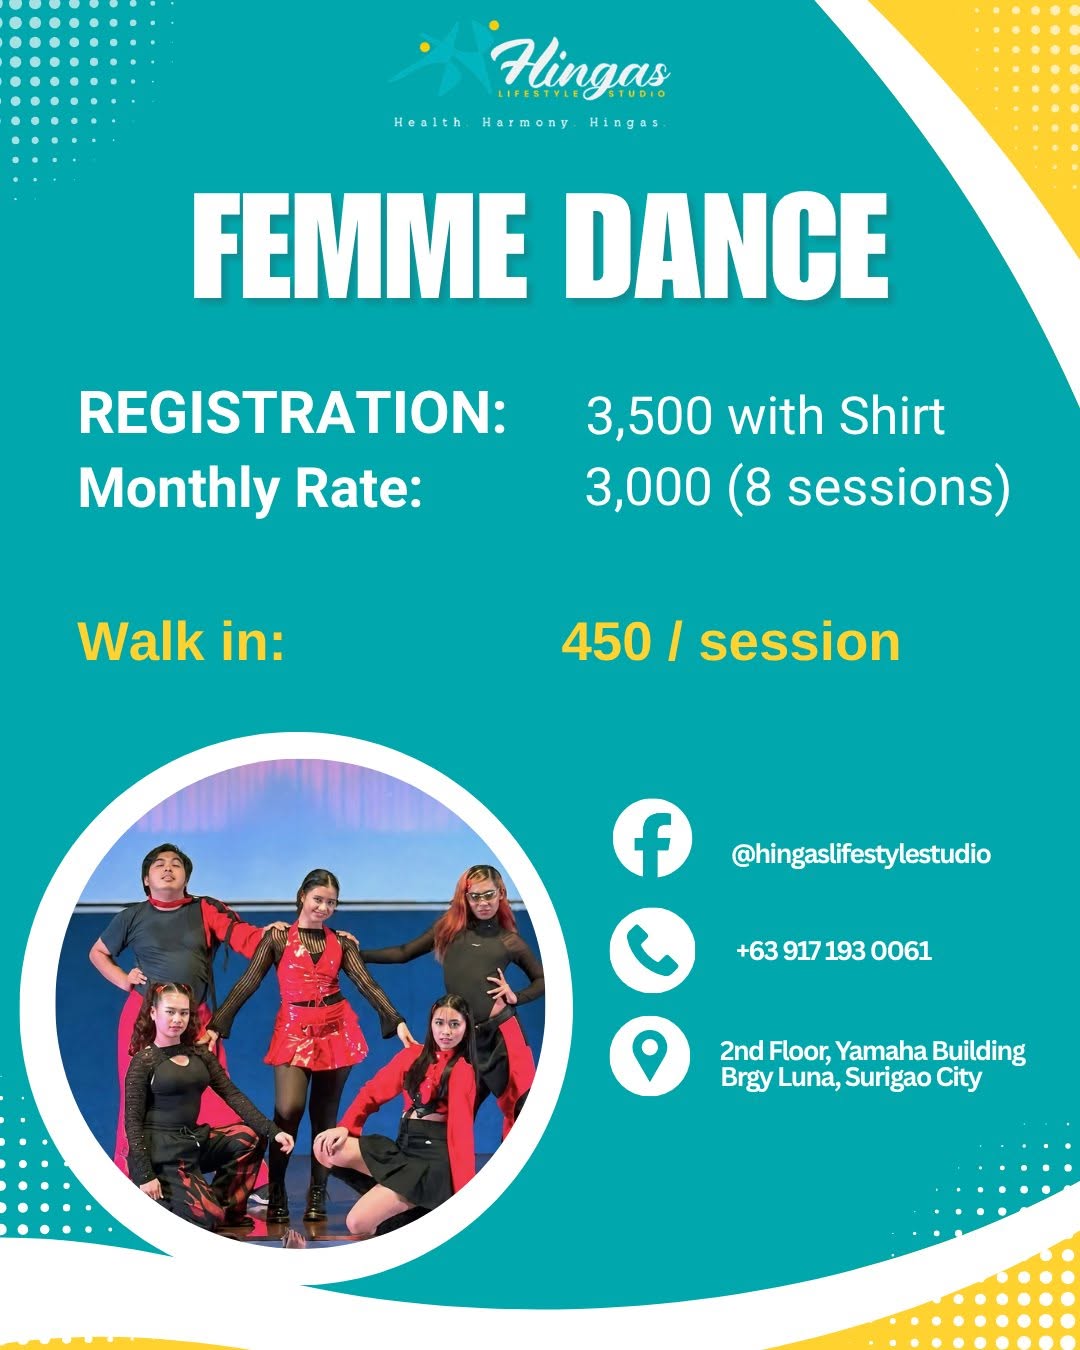 Hingas
LIFESTYLE STUDIO
Health. Harmony. Hingas.
FEMME DANCE
REGISTRATION: 3,500 with Shirt
Monthly Rate: 3,000 (8 sessions)
Walk in: 450 / session
@hingaslifestylestudio
+63 917 193 0061
2nd Floor, Yamaha Building
Brgy Luna, Surigao City